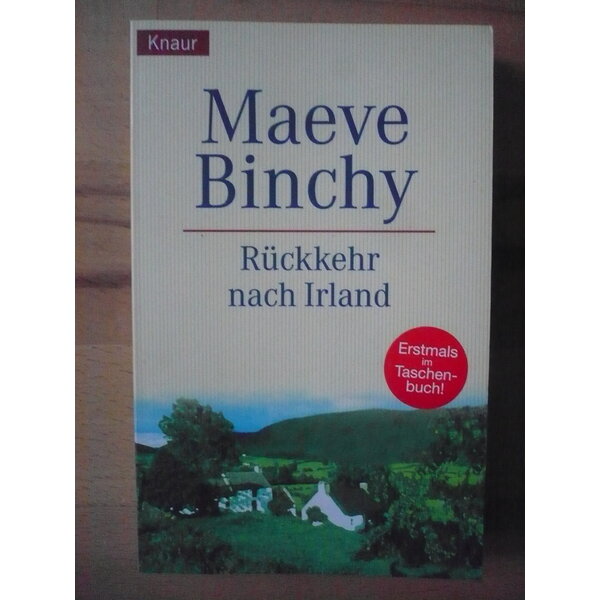 Knaur
Maeve
Binchy
Rückkehr
nach Irland
Erstmals
im
Taschen-
buch!